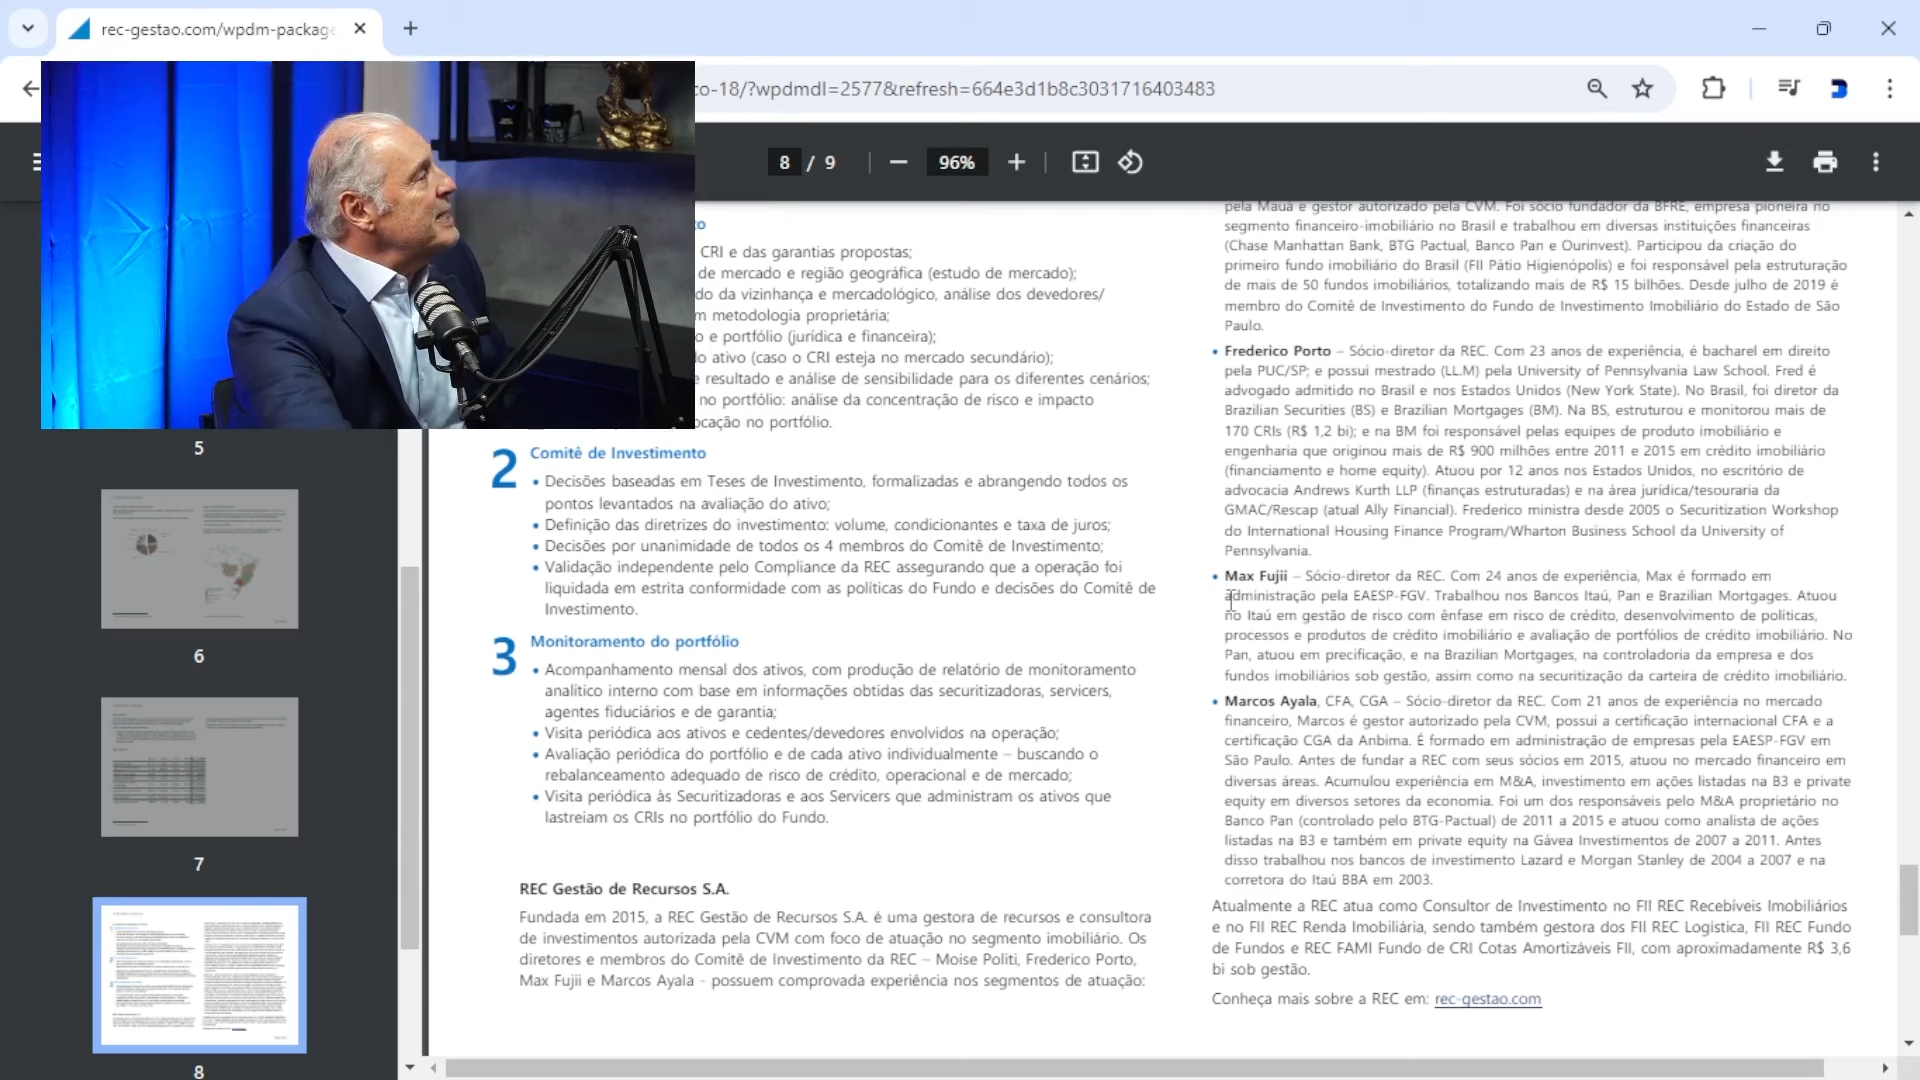 rec-gestao.com/wpdm-package
co-18/?wpdmdl=2577&refresh=664e3d1b8c3031716403483
8 / 9
96%
5
6
7
8
CRI e das garantias propostas;
de mercado e região geográfica (estudo de mercado);
do da vizinhança e mercadológico, análise dos devedores/
m metodologia proprietária;
o e portfólio (jurídica e financeira);
lo ativo (caso o CRI esteja no mercado secundário);
e resultado e análise de sensibilidade para os diferentes cenários;
no portfólio: análise da concentração de risco e impacto
ocação no portfólio.
2 Comitê de Investimento
• Decisões baseadas em Teses de Investimento, formalizadas e abrangendo todos os
pontos levantados na avaliação do ativo;
• Definição das diretrizes do investimento: volume, condicionantes e taxa de juros;
• Decisões por unanimidade de todos os 4 membros do Comitê de Investimento;
• Validação independente pelo Compliance da REC assegurando que a operação foi
liquidada em estrita conformidade com as políticas do Fundo e decisões do Comitê de
Investimento.
3 Monitoramento do portfólio
• Acompanhamento mensal dos ativos, com produção de relatório de monitoramento
analítico interno com base em informações obtidas das securitizadoras, servicers,
agentes fiduciários e de garantia;
• Visita periódica aos ativos e cedentes/devedores envolvidos na operação;
• Avaliação periódica do portfólio e de cada ativo individualmente – buscando o
rebalanceamento adequado de risco de crédito, operacional e de mercado;
• Visita periódica às Securitizadoras e aos Servicers que administram os ativos que
lastreiam os CRIs no portfólio do Fundo.
REC Gestão de Recursos S.A.
Fundada em 2015, a REC Gestão de Recursos S.A. é uma gestora de recursos e consultora
de investimentos autorizada pela CVM com foco de atuação no segmento imobiliário. Os
diretores e membros do Comitê de Investimento da REC – Moise Politi, Frederico Porto,
Max Fujii e Marcos Ayala - possuem comprovada experiência nos segmentos de atuação:
pela Mauá e gestor autorizado pela CVM. Foi sócio fundador da BFRE, empresa pioneira no
segmento financeiro-imobiliário no Brasil e trabalhou em diversas instituições financeiras
(Chase Manhattan Bank, BTG Pactual, Banco Pan e Ourinvest). Participou da criação do
primeiro fundo imobiliário do Brasil (FII Pátio Higienópolis) e foi responsável pela estruturação
de mais de 50 fundos imobiliários, totalizando mais de R$ 15 bilhões. Desde julho de 2019 é
membro do Comitê de Investimento do Fundo de Investimento Imobiliário do Estado de São
Paulo.
• Frederico Porto – Sócio-diretor da REC. Com 23 anos de experiência, é bacharel em direito
pela PUC/SP; e possui mestrado (LL.M) pela University of Pennsylvania Law School. Fred é
advogado admitido no Brasil e nos Estados Unidos (New York State). No Brasil, foi diretor da
Brazilian Securities (BS) e Brazilian Mortgages (BM). Na BS, estruturou e monitorou mais de
170 CRIs (R$ 1,2 bi); e na BM foi responsável pelas equipes de produto imobiliário e
engenharia que originou mais de R$ 900 milhões entre 2011 e 2015 em crédito imobiliário
(financiamento e home equity). Atuou por 12 anos nos Estados Unidos, no escritório de
advocacia Andrews Kurth LLP (finanças estruturadas) e na área jurídica/tesouraria da
GMAC/Rescap (atual Ally Financial). Frederico ministra desde 2005 o Securitization Workshop
do International Housing Finance Program/Wharton Business School da University of
Pennsylvania.
• Max Fujii – Sócio-diretor da REC. Com 24 anos de experiência, Max é formado em
administração pela EAESP-FGV. Trabalhou nos Bancos Itaú, Pan e Brazilian Mortgages. Atuou
no Itaú em gestão de risco com ênfase em risco de crédito, desenvolvimento de políticas,
processos e produtos de crédito imobiliário e avaliação de portfólios de crédito imobiliário. No
Pan, atuou em precificação, e na Brazilian Mortgages, na controladoria da empresa e dos
fundos imobiliários sob gestão, assim como na securitização da carteira de crédito imobiliário.
• Marcos Ayala, CFA, CGA – Sócio-diretor da REC. Com 21 anos de experiência no mercado
financeiro, Marcos é gestor autorizado pela CVM, possui a certificação internacional CFA e a
certificação CGA da Anbima. É formado em administração de empresas pela EAESP-FGV em
São Paulo. Antes de fundar a REC com seus sócios em 2015, atuou no mercado financeiro em
diversas áreas. Acumulou experiência em M&A, investimento em ações listadas na B3 e private
equity em diversos setores da economia. Foi um dos responsáveis pelo M&A proprietário no
Banco Pan (controlado pelo BTG-Pactual) de 2011 a 2015 e atuou como analista de ações
listadas na B3 e também em private equity na Gávea Investimentos de 2007 a 2011. Antes
disso trabalhou nos bancos de investimento Lazard e Morgan Stanley de 2004 a 2007 e na
corretora do Itaú BBA em 2003.
Atualmente a REC atua como Consultor de Investimento no FII REC Recebíveis Imobiliários
e no FII REC Renda Imobiliária, sendo também gestora dos FII REC Logística, FII REC Fundo
de Fundos e REC FAMI Fundo de CRI Cotas Amortizáveis FII, com aproximadamente R$ 3,6
bi sob gestão.
Conheça mais sobre a REC em: rec-gestao.com